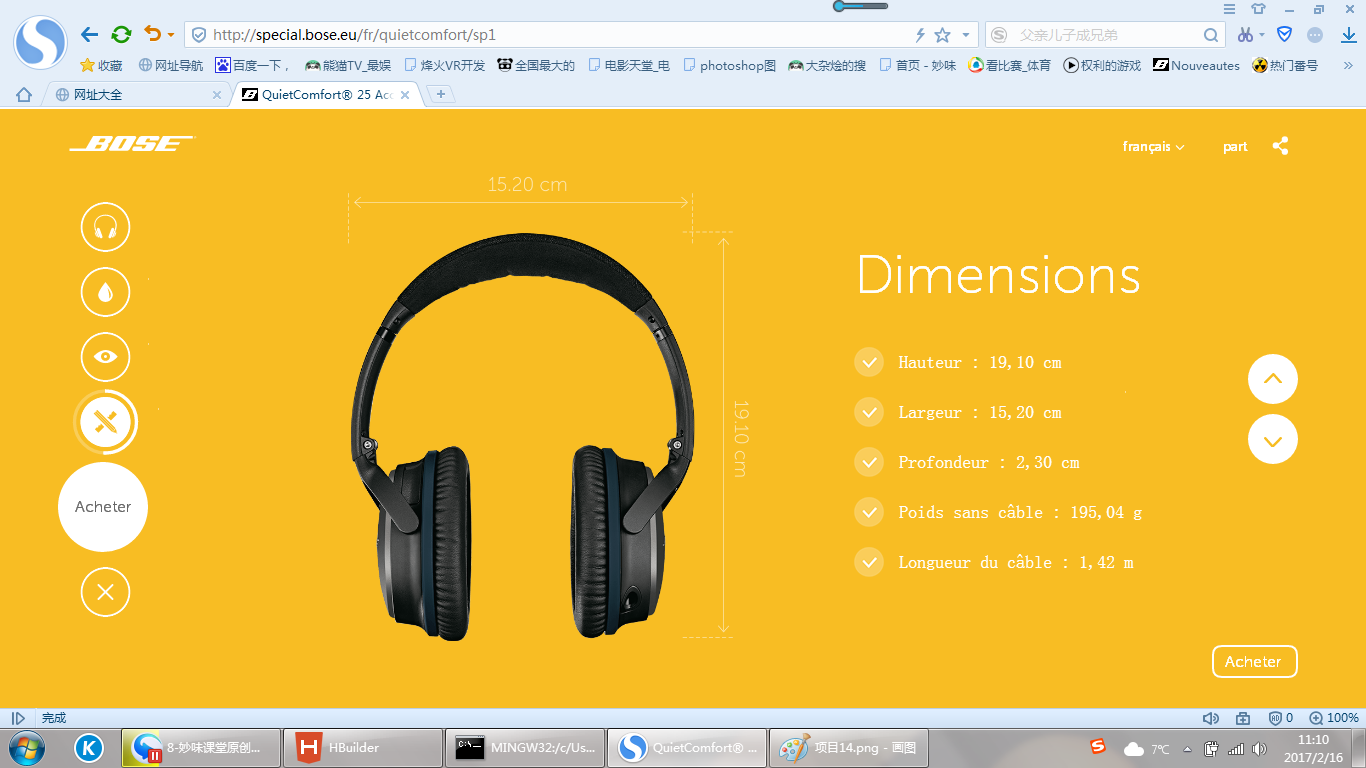 http://special.bose.eu/fr/quietcomfort/sp1
父亲儿子成兄弟
收藏
网址导航
百度一下，
熊猫TV_最娱
烽火VR开发
全国最大的
电影天堂_电
photoshop图
大杂烩的搜
首页 - 妙味
看比赛_体育
权利的游戏
Nouveautes
热门番号
网址大全
QuietComfort® 25 Acc
BOSE
français
part
15.20 cm
19.10 cm
Dimensions
Hauteur : 19,10 cm
Largeur : 15,20 cm
Profondeur : 2,30 cm
Poids sans câble : 195,04 g
Longueur du câble : 1,42 m
Acheter
Acheter
完成
0
100%
K
8-妙味课堂原创...
HBuilder
MINGW32:/c/Us...
QuietComfort® ...
项目14.png - 画图
7℃
11:10
2017/2/16